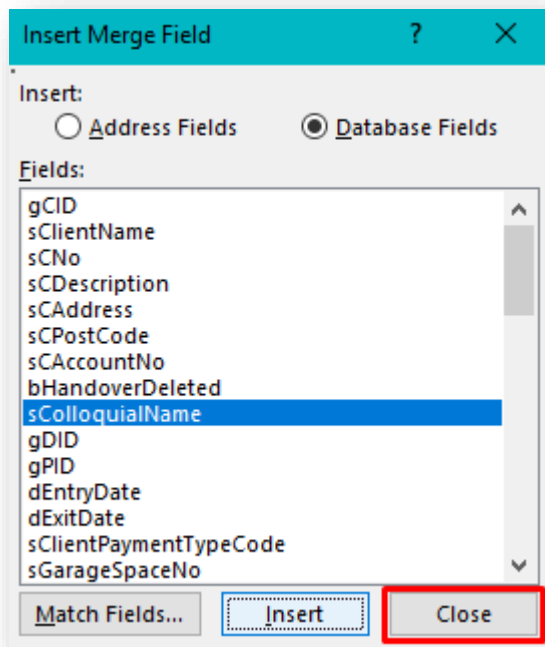 Insert Merge Field ?
Insert:
Address Fields Database Fields
Fields:
gCID
sClientName
sCNo
sCDescription
sCAddress
sCPostCode
sCAccountNo
bHandoverDeleted
sColloquialName
gDID
gPID
dEntryDate
dExitDate
sClientPaymentTypeCode
sGarageSpaceNo
Match Fields... Insert Close